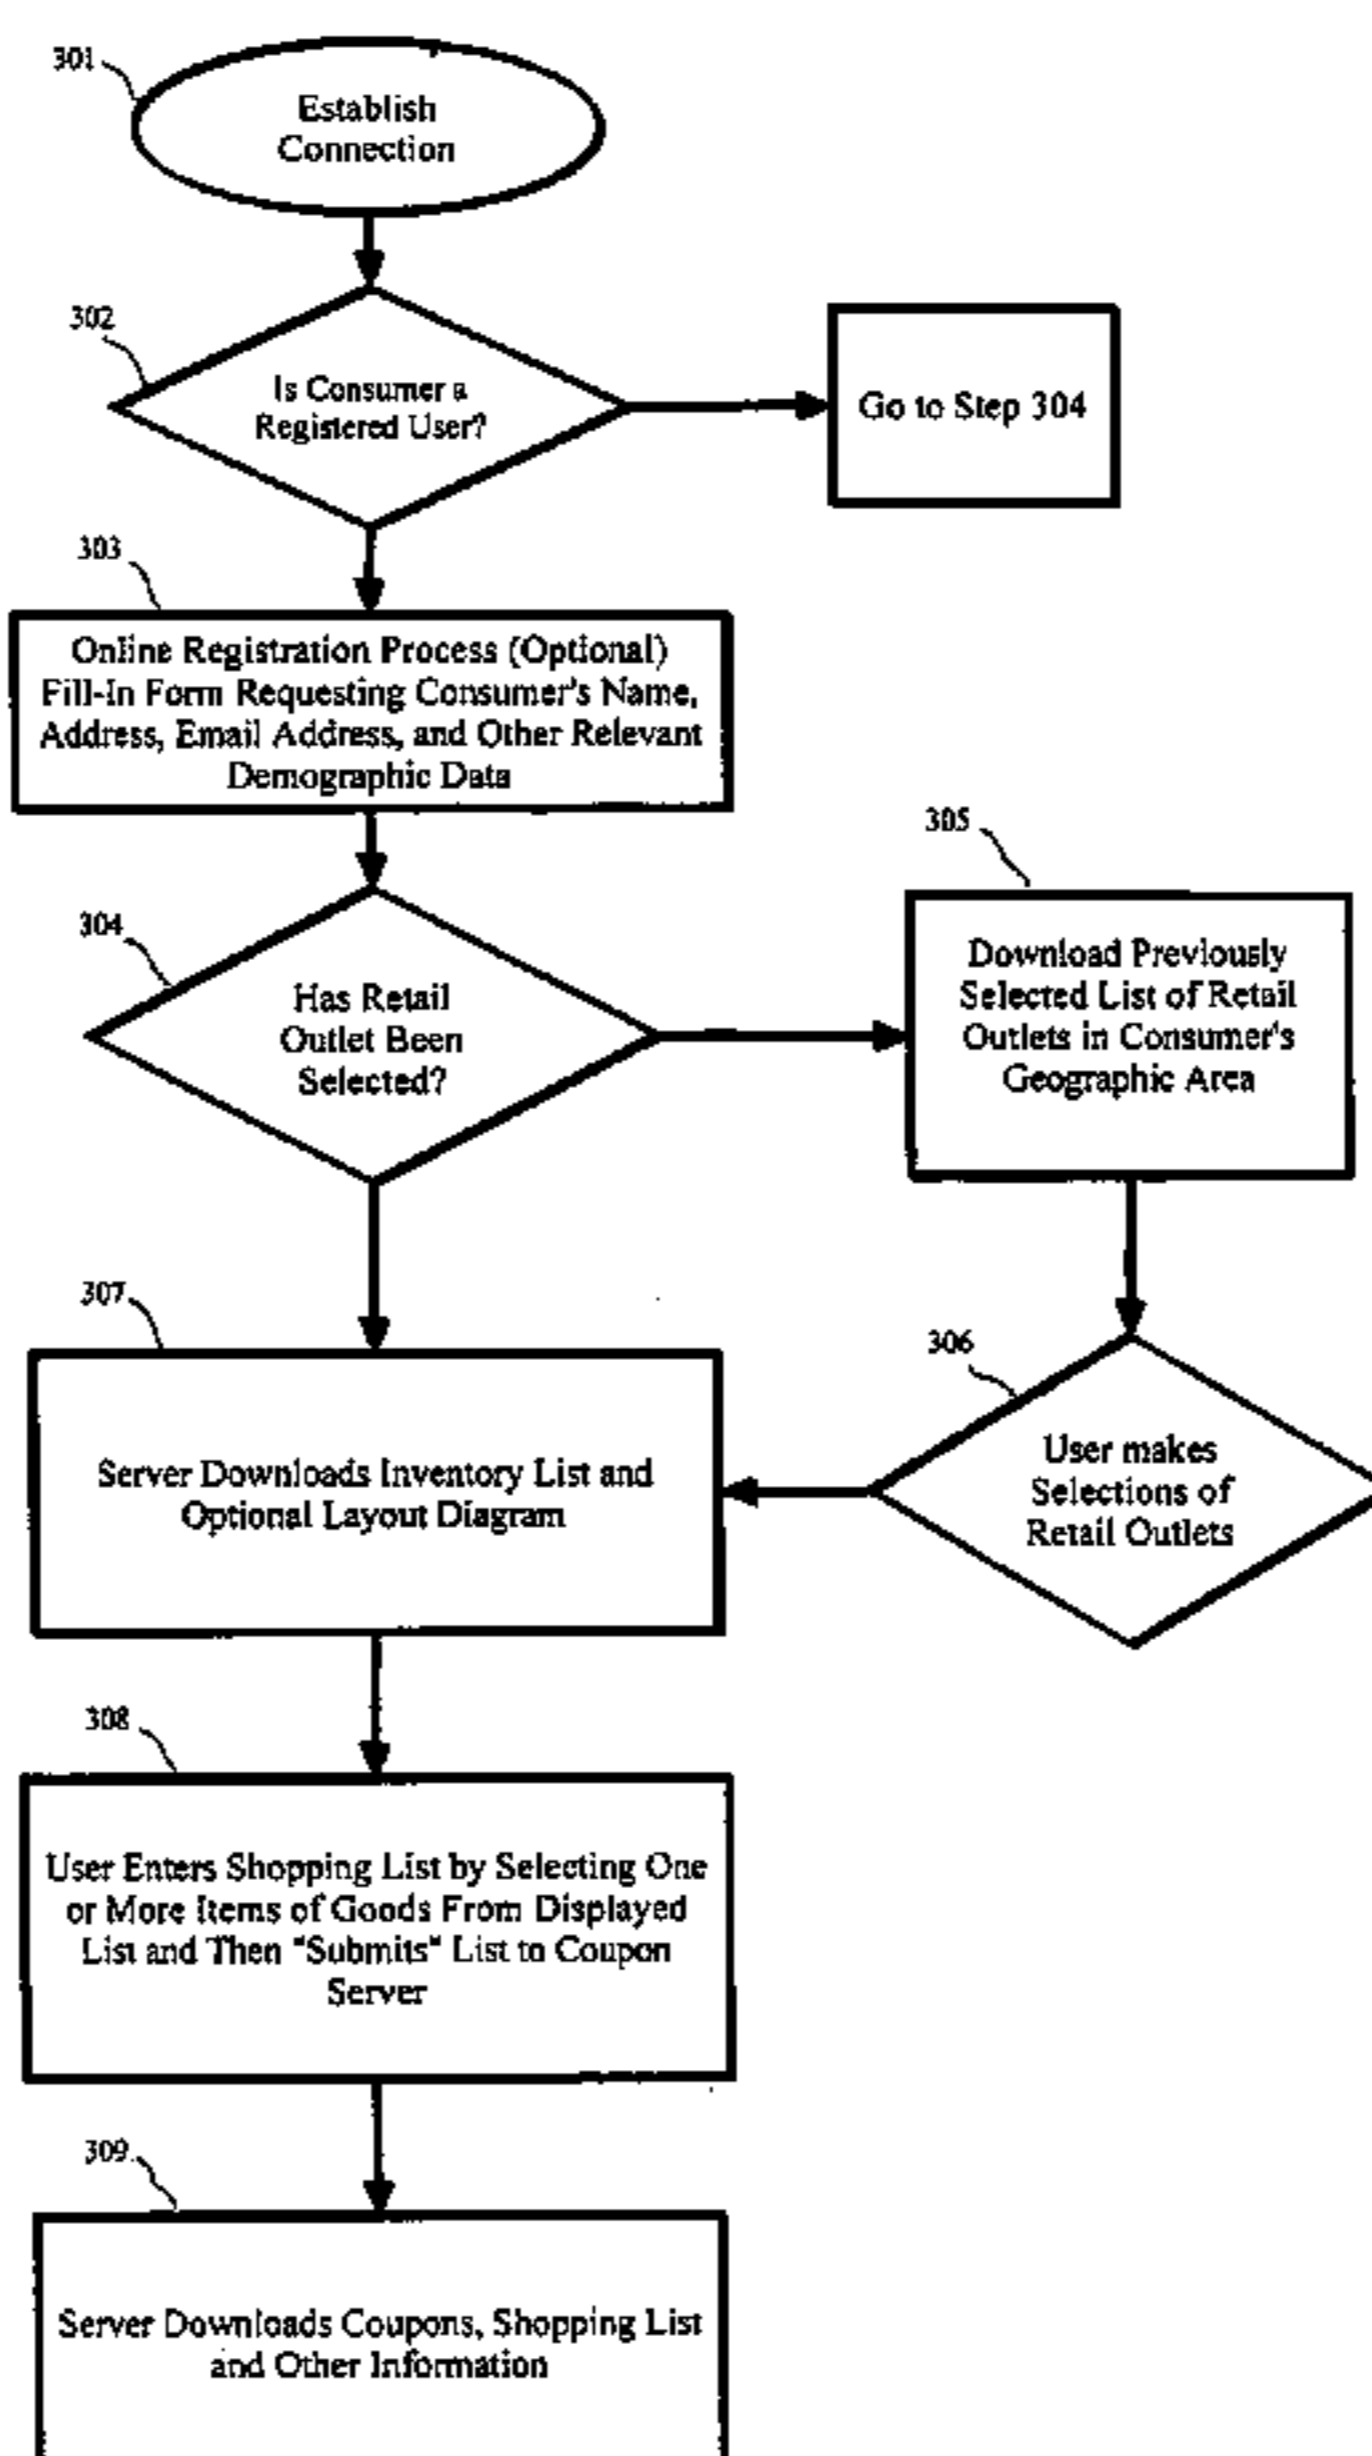 301
Establish
Connection
302
Is Consumer a
Registered User?
Go to Step 304
303
Online Registration Process (Optional)
Fill-In Form Requesting Consumer's Name,
Address, Email Address, and Other Relevant
Demographic Data
304
Has Retail
Outlet Been
Selected?
305
Download Previously
Selected List of Retail
Outlets in Consumer's
Geographic Area
306
User makes
Selections of
Retail Outlets
307
Server Downloads Inventory List and
Optional Layout Diagram
308
User Enters Shopping List by Selecting One
or More Items of Goods From Displayed
List and Then "Submits" List to Coupon
Server
309
Server Downloads Coupons, Shopping List
and Other Information